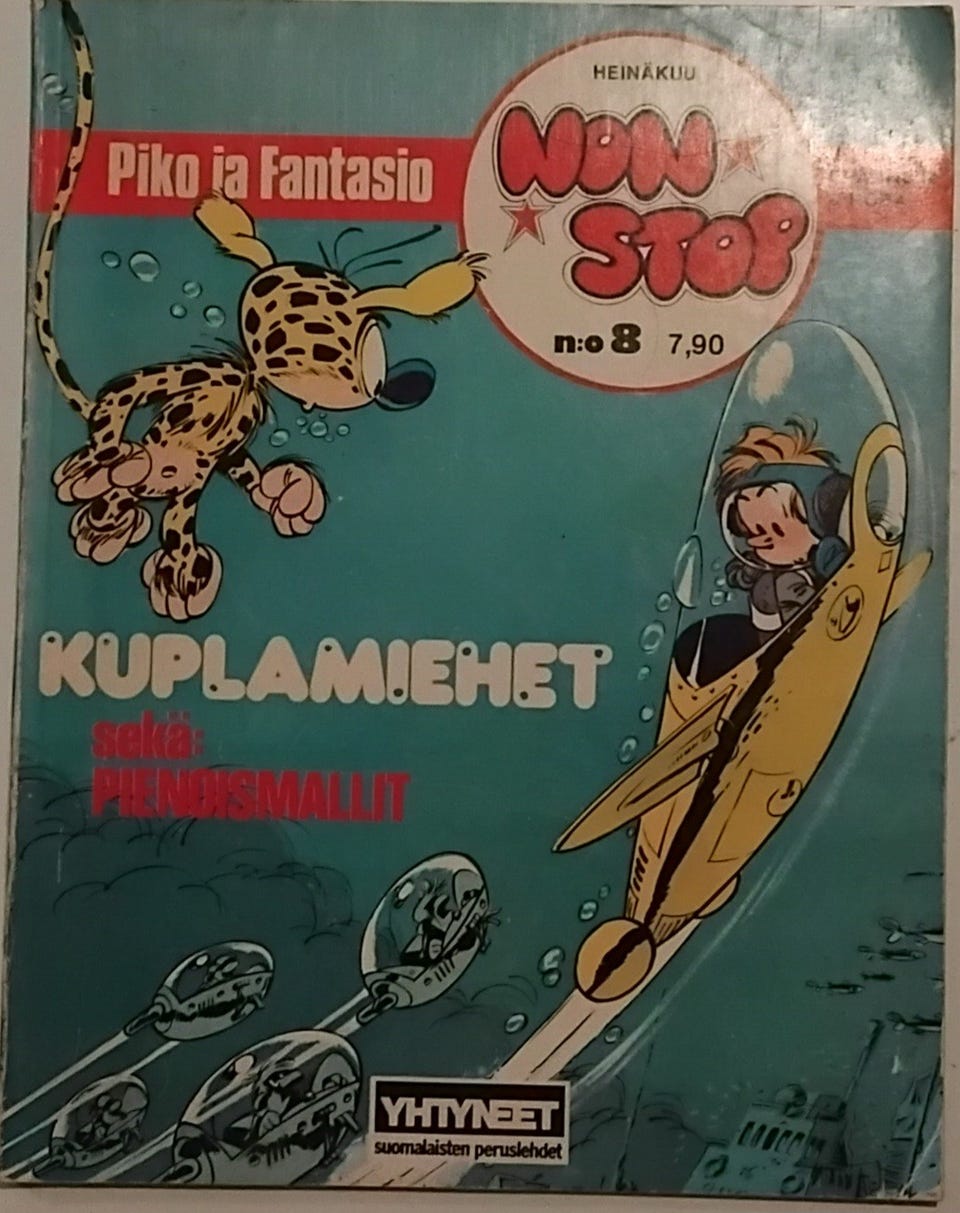 HEINÄKUU
Piko ja Fantasio
NON
STOP
n:o 8 7,90
KUPLAMIEHET
sekä:
PIENOISMALLIT
YHTYNEET
suomalaisten peruslehdet